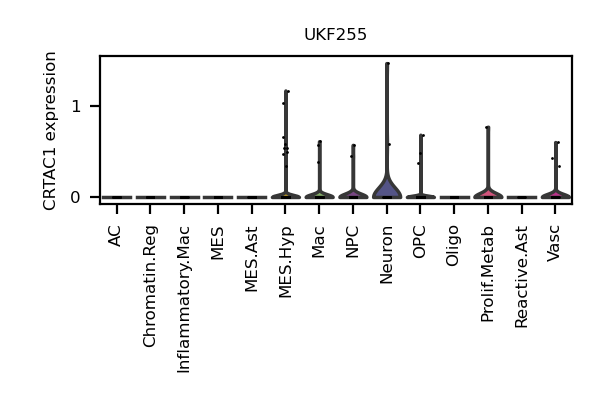 UKF255
CRTAC1 expression
1
0
AC
Chromatin.Reg
Inflammatory.Mac
MES
MES.Ast
MES.Hyp
Mac
NPC
Neuron
OPC
Oligo
Prolif.Metab
Reactive.Ast
Vasc